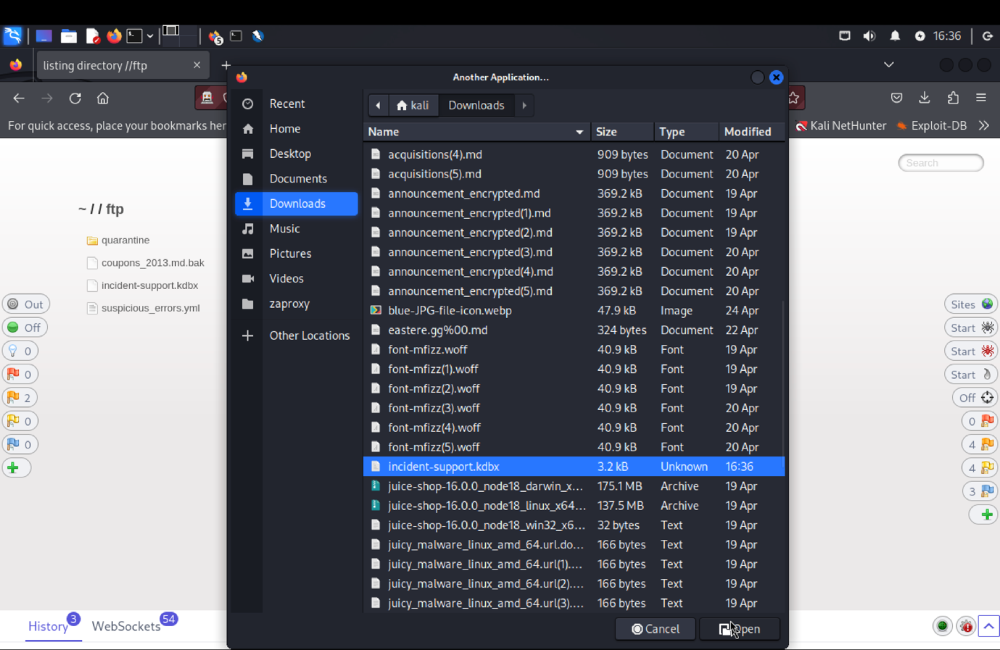 5
16:36
listing directory //ftp
Another Application...
For quick access, place your bookmarks her
Kali NetHunter
Exploit-DB
Search
~ / / ftp
quarantine
coupons_2013.md.bak
incident-support.kdbx
suspicious_errors.yml
Out
Off
0
0
2
0
0
Recent
Home
Desktop
Documents
Downloads
Music
Pictures
Videos
zaproxy
Other Locations
kali Downloads
Name Size Type Modified
acquisitions(4).md 909 bytes Document 20 Apr
acquisitions(5).md 909 bytes Document 20 Apr
announcement_encrypted.md 369.2 kB Document 19 Apr
announcement_encrypted(1).md 369.2 kB Document 19 Apr
announcement_encrypted(2).md 369.2 kB Document 19 Apr
announcement_encrypted(3).md 369.2 kB Document 20 Apr
announcement_encrypted(4).md 369.2 kB Document 20 Apr
announcement_encrypted(5).md 369.2 kB Document 20 Apr
blue-JPG-file-icon.webp 47.9 kB Image 24 Apr
eastere.gg%00.md 324 bytes Document 22 Apr
font-mfizz.woff 40.9 kB Font 19 Apr
font-mfizz(1).woff 40.9 kB Font 19 Apr
font-mfizz(2).woff 40.9 kB Font 19 Apr
font-mfizz(3).woff 40.9 kB Font 20 Apr
font-mfizz(4).woff 40.9 kB Font 20 Apr
font-mfizz(5).woff 40.9 kB Font 20 Apr
incident-support.kdbx 3.2 kB Unknown 16:36
juice-shop-16.0.0_node18_darwin_x... 175.1 MB Archive 19 Apr
juice-shop-16.0.0_node18_linux_x64... 137.5 MB Archive 19 Apr
juice-shop-16.0.0_node18_win32_x6... 32 bytes Text 19 Apr
juicy_malware_linux_amd_64.url.do... 166 bytes Text 19 Apr
juicy_malware_linux_amd_64.url(1).... 166 bytes Text 19 Apr
juicy_malware_linux_amd_64.url(2).... 166 bytes Text 19 Apr
juicy_malware_linux_amd_64.url(3).... 166 bytes Text 19 Apr
Cancel Open
Sites
Start
Start
Start
Off
0
4
4
3
History 3 WebSockets 54